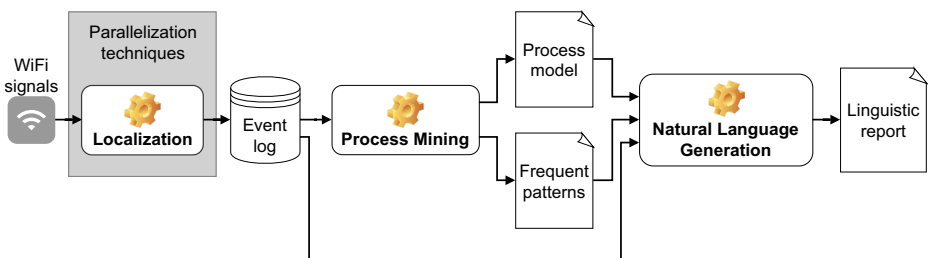 WiFi
signals
Parallelization
techniques
Localization
Event
log
Process Mining
Process
model
Frequent
patterns
Natural Language
Generation
Linguistic
report